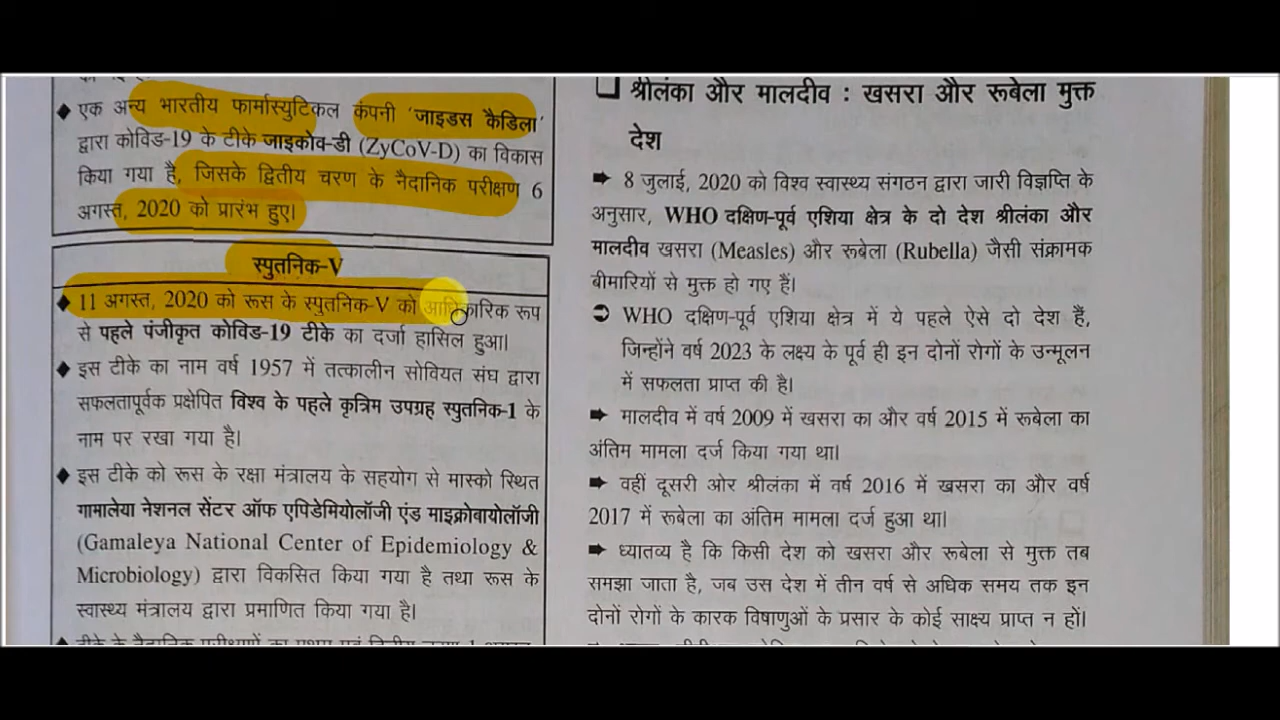 ◆ एक अन्य भारतीय फार्मास्युटिकल कंपनी 'जाइडस कैडिला'
द्वारा कोविड-19 के टीके जाइकोव-डी (ZyCoV-D) का विकास
किया गया है, जिसके द्वितीय चरण के नैदानिक परीक्षण 6
अगस्त, 2020 को प्रारंभ हुए।
स्पुतनिक-V
◆ 11 अगस्त, 2020 को रूस के स्पुतनिक-V को आधिकारिक रूप
से पहले पंजीकृत कोविड-19 टीके का दर्जा हासिल हुआ।
◆ इस टीके का नाम वर्ष 1957 में तत्कालीन सोवियत संघ द्वारा
सफलतापूर्वक प्रक्षेपित विश्व के पहले कृत्रिम उपग्रह स्पुतनिक-1 के
नाम पर रखा गया है।
◆ इस टीके को रूस के रक्षा मंत्रालय के सहयोग से मास्को स्थित
गामालेया नेशनल सेंटर ऑफ एपिडेमियोलॉजी एंड माइक्रोबायोलॉजी
(Gamaleya National Center of Epidemiology &
Microbiology) द्वारा विकसित किया गया है तथा रूस के
स्वास्थ्य मंत्रालय द्वारा प्रमाणित किया गया है।
❑ श्रीलंका और मालदीव : खसरा और रूबेला मुक्त
देश
➡ 8 जुलाई, 2020 को विश्व स्वास्थ्य संगठन द्वारा जारी विज्ञप्ति के
अनुसार, WHO दक्षिण-पूर्व एशिया क्षेत्र के दो देश श्रीलंका और
मालदीव खसरा (Measles) और रूबेला (Rubella) जैसी संक्रामक
बीमारियों से मुक्त हो गए हैं।
➲ WHO दक्षिण-पूर्व एशिया क्षेत्र में ये पहले ऐसे दो देश हैं,
जिन्होंने वर्ष 2023 के लक्ष्य के पूर्व ही इन दोनों रोगों के उन्मूलन
में सफलता प्राप्त की है।
➡ मालदीव में वर्ष 2009 में खसरा का और वर्ष 2015 में रूबेला का
अंतिम मामला दर्ज किया गया था।
➡ वहीं दूसरी ओर श्रीलंका में वर्ष 2016 में खसरा का और वर्ष
2017 में रूबेला का अंतिम मामला दर्ज हुआ था।
➡ ध्यातव्य है कि किसी देश को खसरा और रूबेला से मुक्त तब
समझा जाता है, जब उस देश में तीन वर्ष से अधिक समय तक इन
दोनों रोगों के कारक विषाणुओं के प्रसार के कोई साक्ष्य प्राप्त न हों।